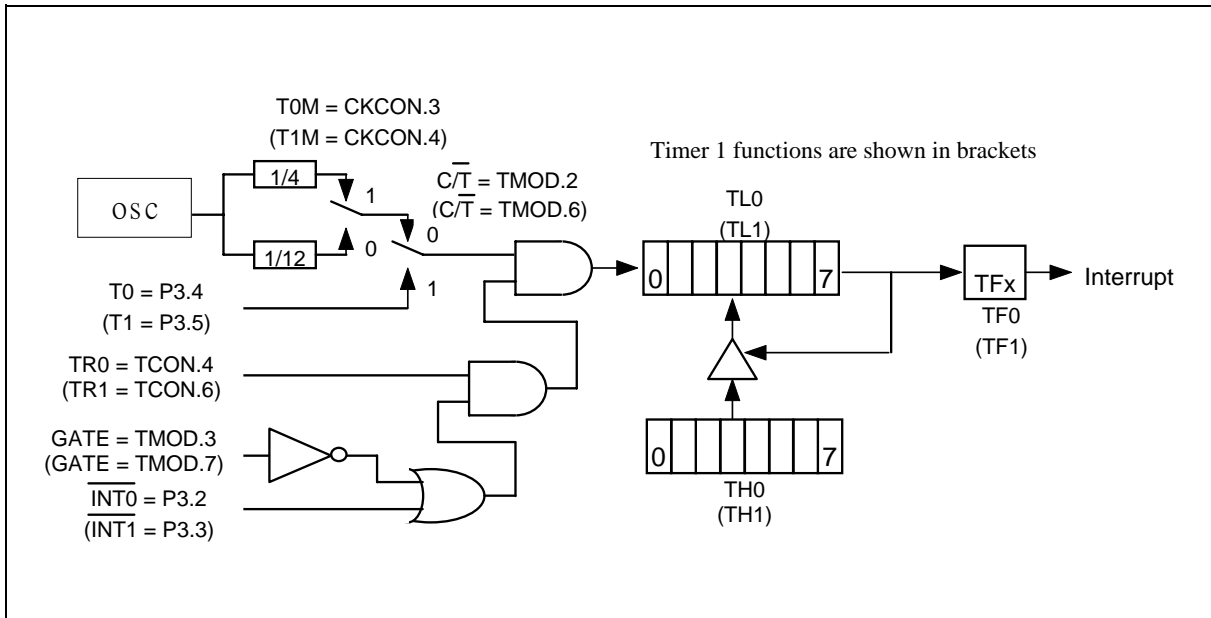 T0M = CKCON.3
(T1M = CKCON.4)
Timer 1 functions are shown in brackets
1/4
OSC
1
0
1/12
C/T = TMOD.2
(C/T = TMOD.6)
0
1
T0 = P3.4
(T1 = P3.5)
TL0
(TL1)
0
7
TFx
Interrupt
TF0
(TF1)
TR0 = TCON.4
(TR1 = TCON.6)
GATE = TMOD.3
(GATE = TMOD.7)
INT0 = P3.2
(INT1 = P3.3)
0
7
TH0
(TH1)